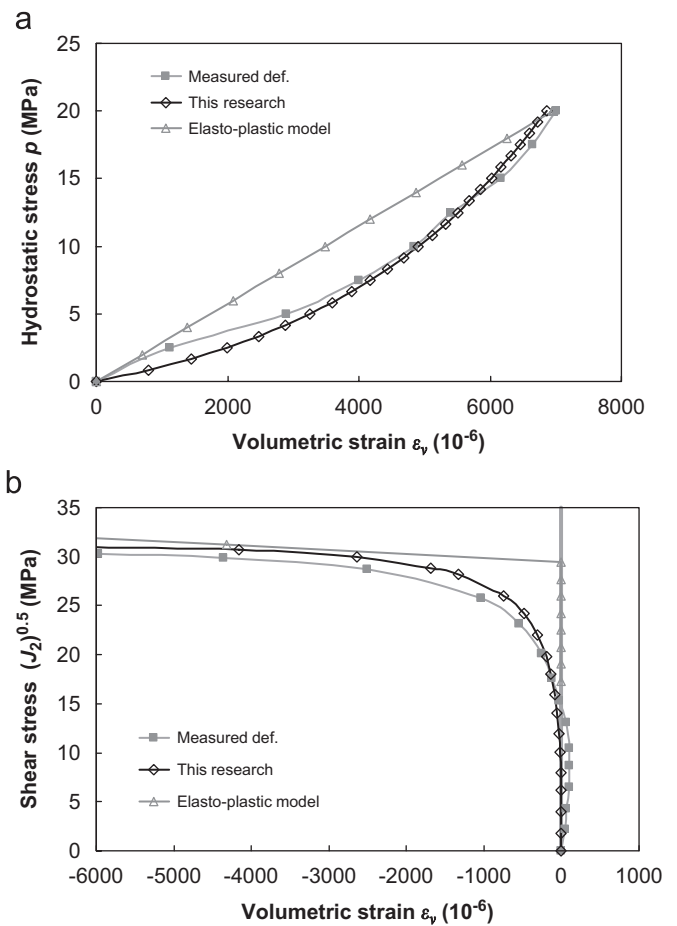 a
25
20
15
10
5
0
Hydrostatic stress p (MPa)
Measured def.
This research
Elasto-plastic model
0 2000 4000 6000 8000
Volumetric strain εᵥ (10⁻⁶)
b
35
30
25
20
15
10
5
0
Shear stress (J₂)⁰·⁵ (MPa)
Measured def.
This research
Elasto-plastic model
-6000 -5000 -4000 -3000 -2000 -1000 0 1000
Volumetric strain εᵥ (10⁻⁶)